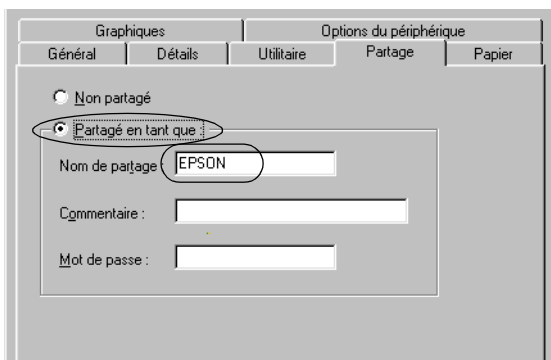 Graphiques Options du périphérique
Général Détails Utilitaire Partage Papier
Non partagé
Partagé en tant que :
Nom de partage : EPSON
Commentaire :
Mot de passe :